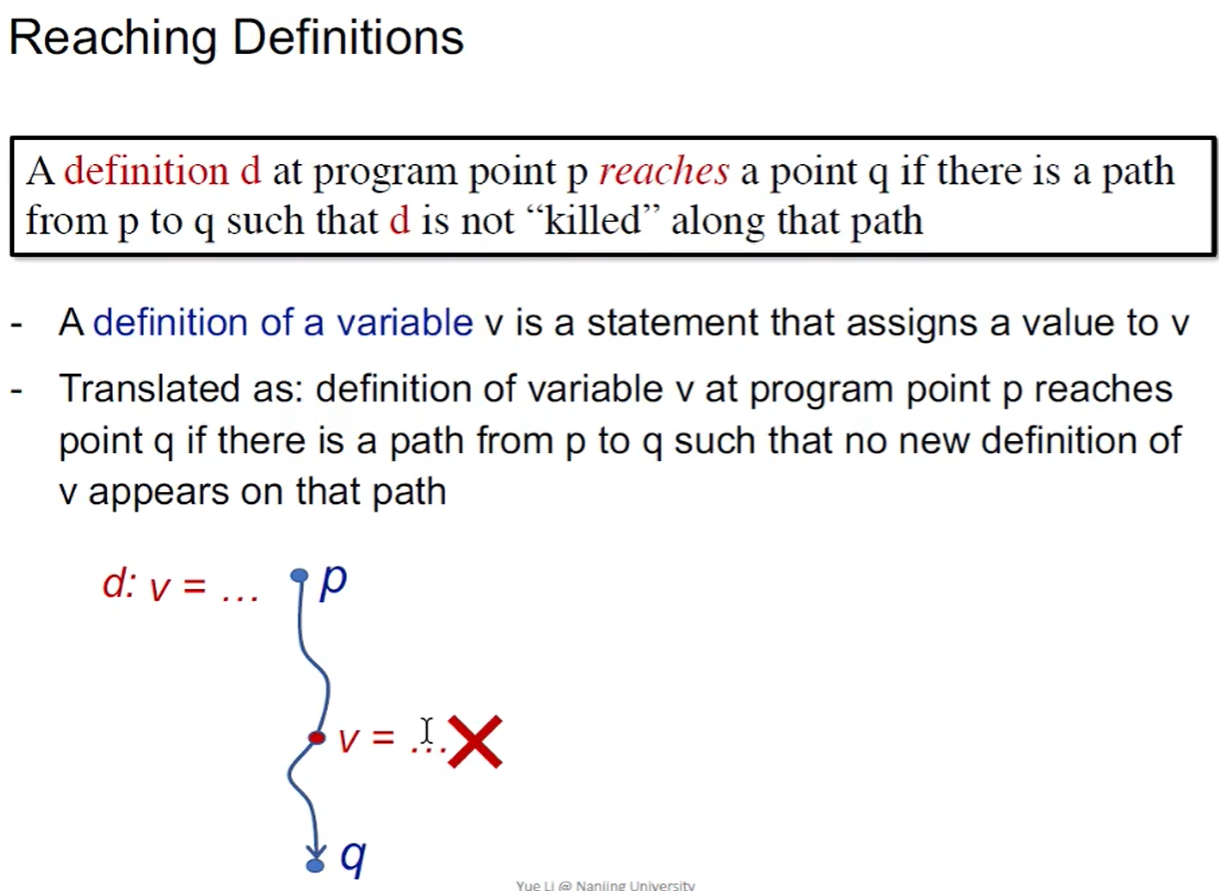 Reaching Definitions
A definition d at program point p reaches a point q if there is a path
from p to q such that d is not “killed” along that path
- A definition of a variable v is a statement that assigns a value to v
- Translated as: definition of variable v at program point p reaches
point q if there is a path from p to q such that no new definition of
v appears on that path
d: v = ... p
v = ...
q
Yue Li @ Nanjing University